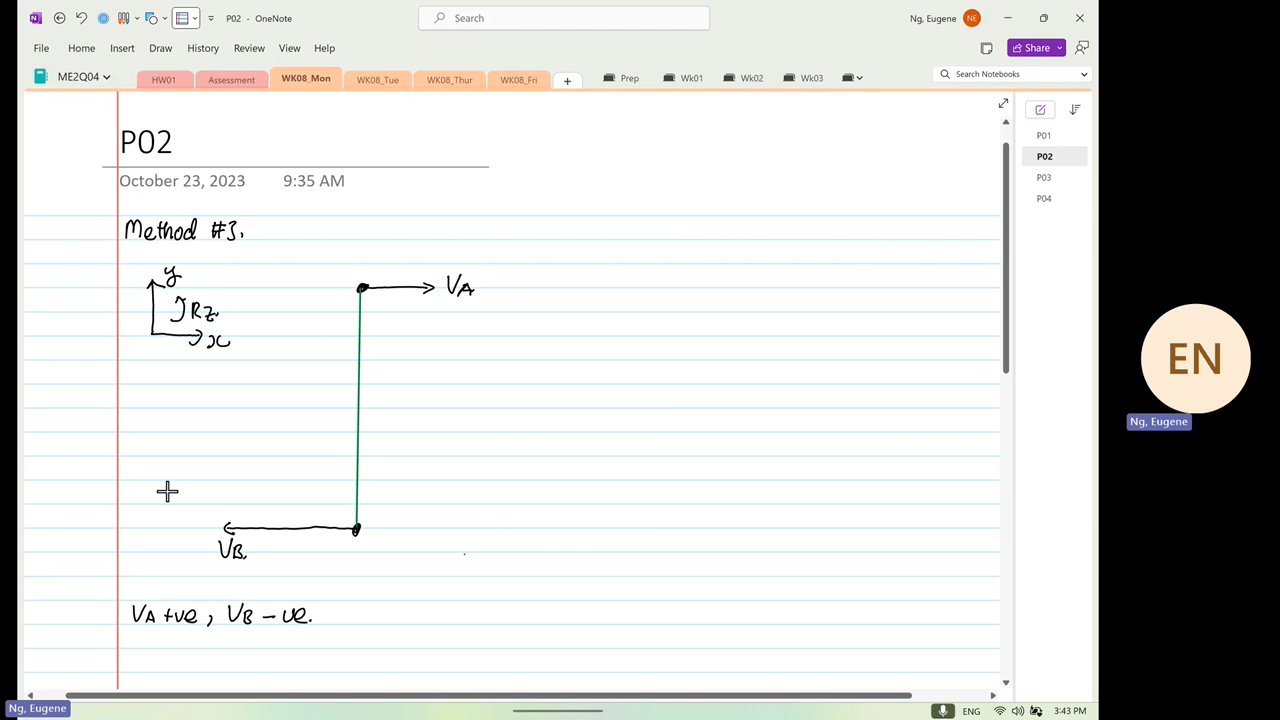 P02 - OneNote
Search
Ng, Eugene
NE
File
Home
Insert
Draw
History
Review
View
Help
Share
ME2Q04
HW01
Assessment
WK08_Mon
WK08_Tue
WK08_Thur
WK08_Fri
+
Prep
Wk01
Wk02
Wk03
Search Notebooks
P02
October 23, 2023 9:35 AM
Method #3.
y
Rz.
x
VA
VB.
VA +ve, VB -ve.
P01
P02
P03
P04
EN
Ng, Eugene
Ng, Eugene
ENG
3:43 PM